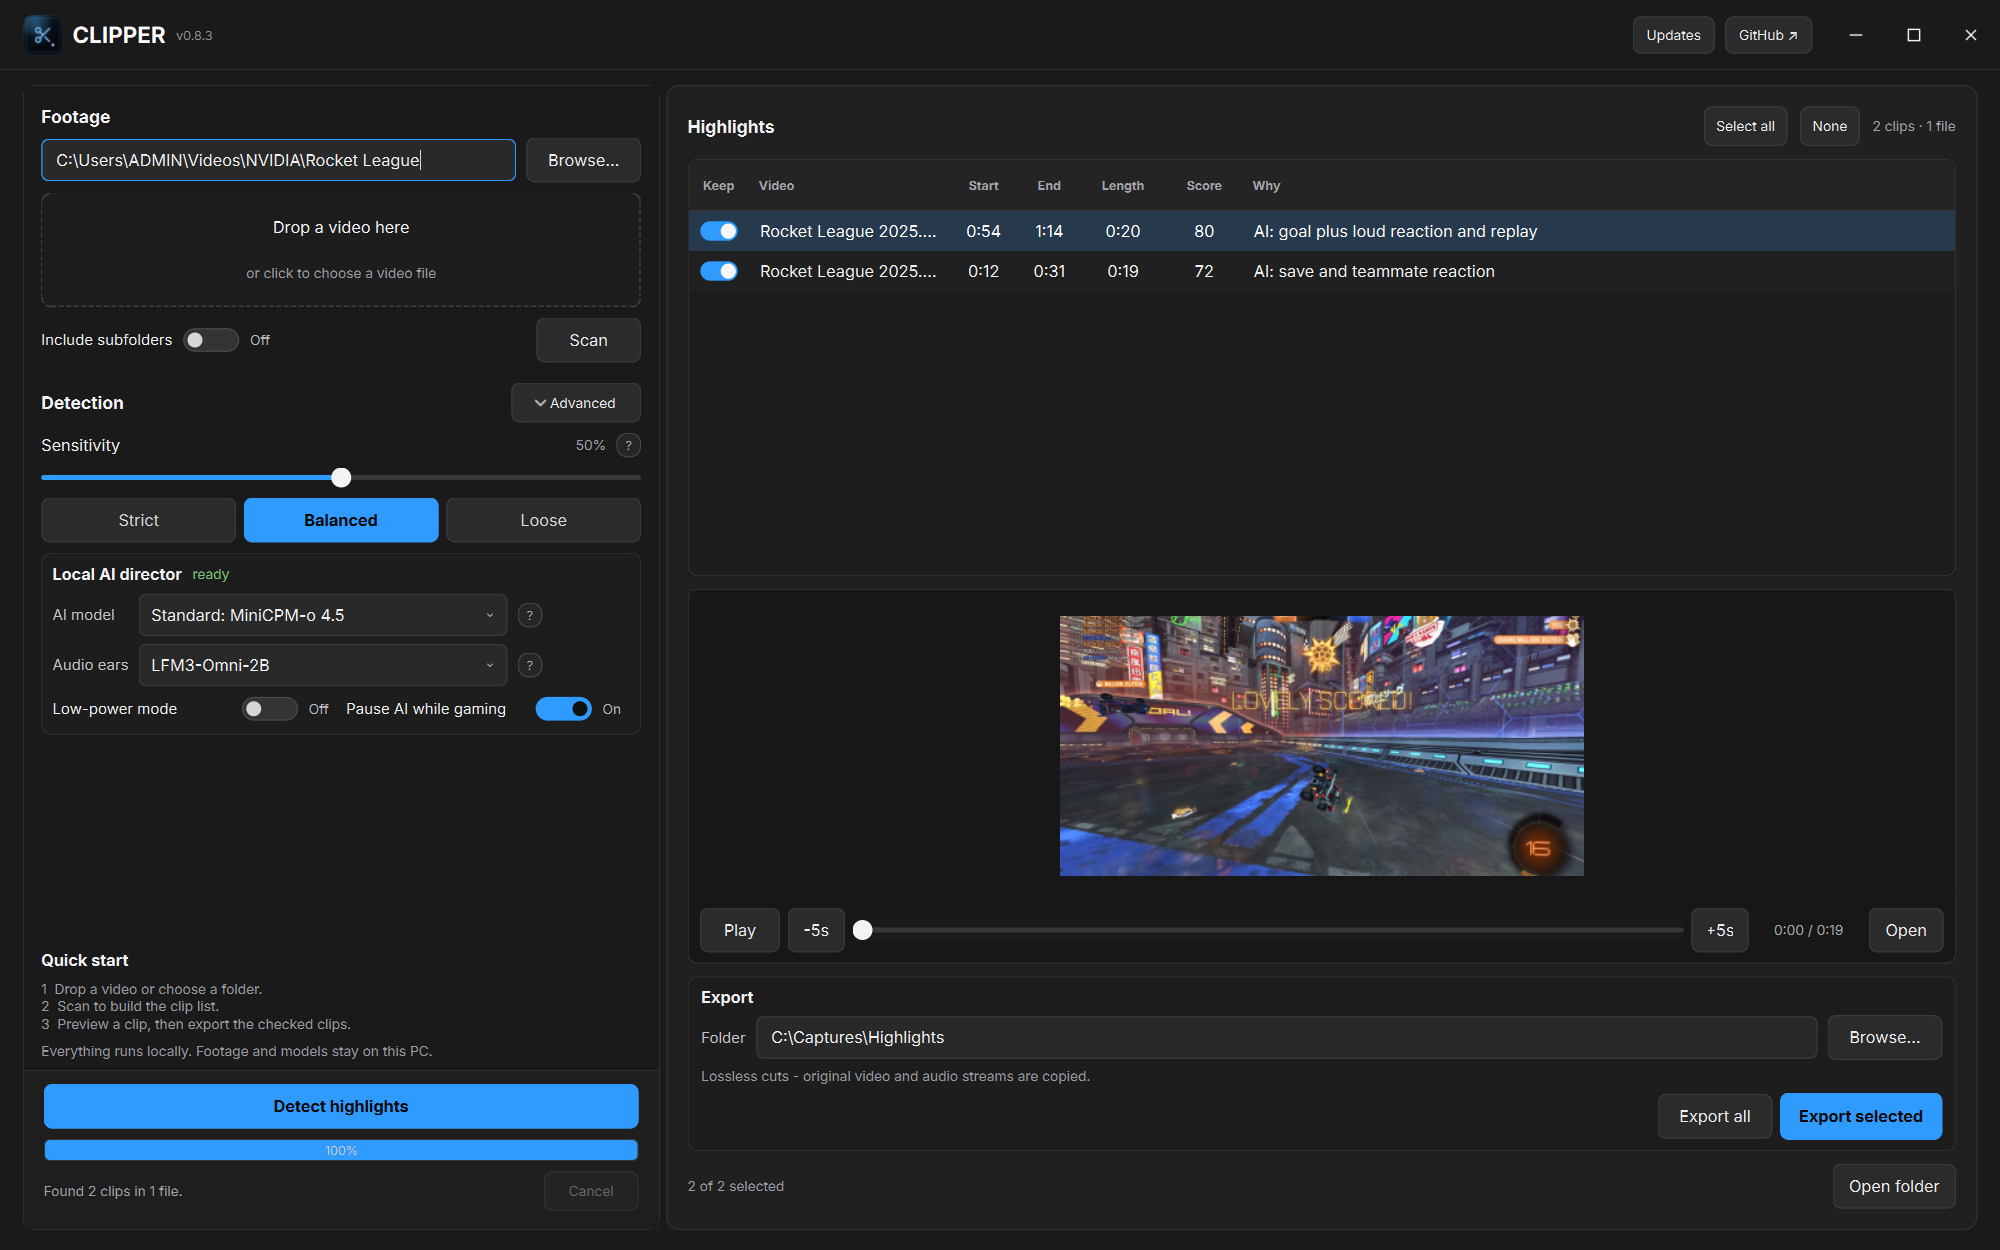 CLIPPER v0.8.3
Updates
GitHub ↗
Footage
C:\Users\ADMIN\Videos\NVIDIA\Rocket League
Browse...
Drop a video here
or click to choose a video file
Include subfolders Off
Scan
Detection
Advanced
Sensitivity 50% ?
Strict
Balanced
Loose
Local AI director ready
AI model Standard: MiniCPM-o 4.5 ?
Audio ears LFM3-Omni-2B ?
Low-power mode Off Pause AI while gaming On
Quick start
1 Drop a video or choose a folder.
2 Scan to build the clip list.
3 Preview a clip, then export the checked clips.
Everything runs locally. Footage and models stay on this PC.
Detect highlights
100%
Found 2 clips in 1 file.
Cancel
Highlights
Select all
None
2 clips · 1 file
Keep Video Start End Length Score Why
Rocket League 2025.... 0:54 1:14 0:20 80 AI: goal plus loud reaction and replay
Rocket League 2025.... 0:12 0:31 0:19 72 AI: save and teammate reaction
LOVELY SCORED!
16
Play
-5s
+5s
0:00 / 0:19
Open
Export
Folder C:\Captures\Highlights
Browse...
Lossless cuts - original video and audio streams are copied.
Export all
Export selected
2 of 2 selected
Open folder